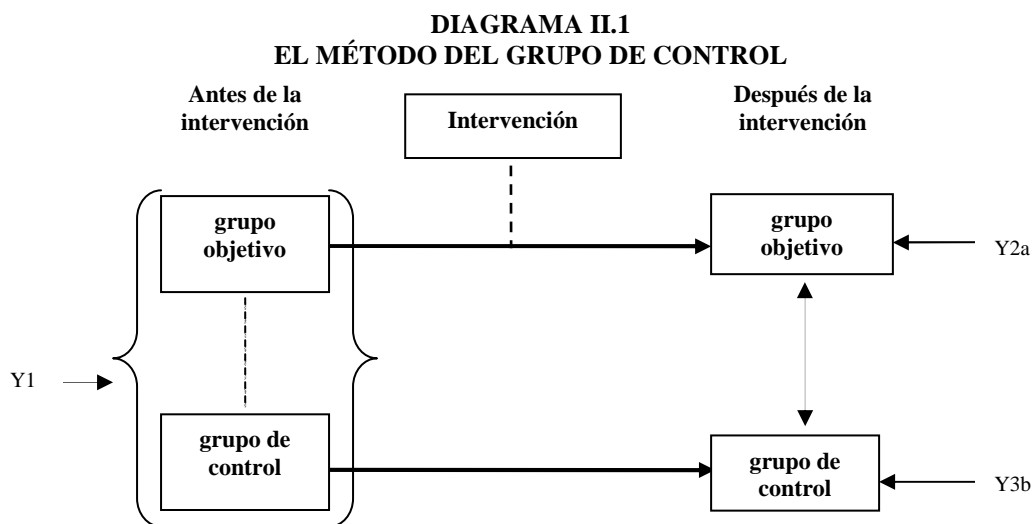 DIAGRAMA II.1
EL MÉTODO DEL GRUPO DE CONTROL
Antes de la
intervención
Intervención
Después de la
intervención
grupo
objetivo
grupo
objetivo
Y2a
Y1
grupo de
control
grupo de
control
Y3b